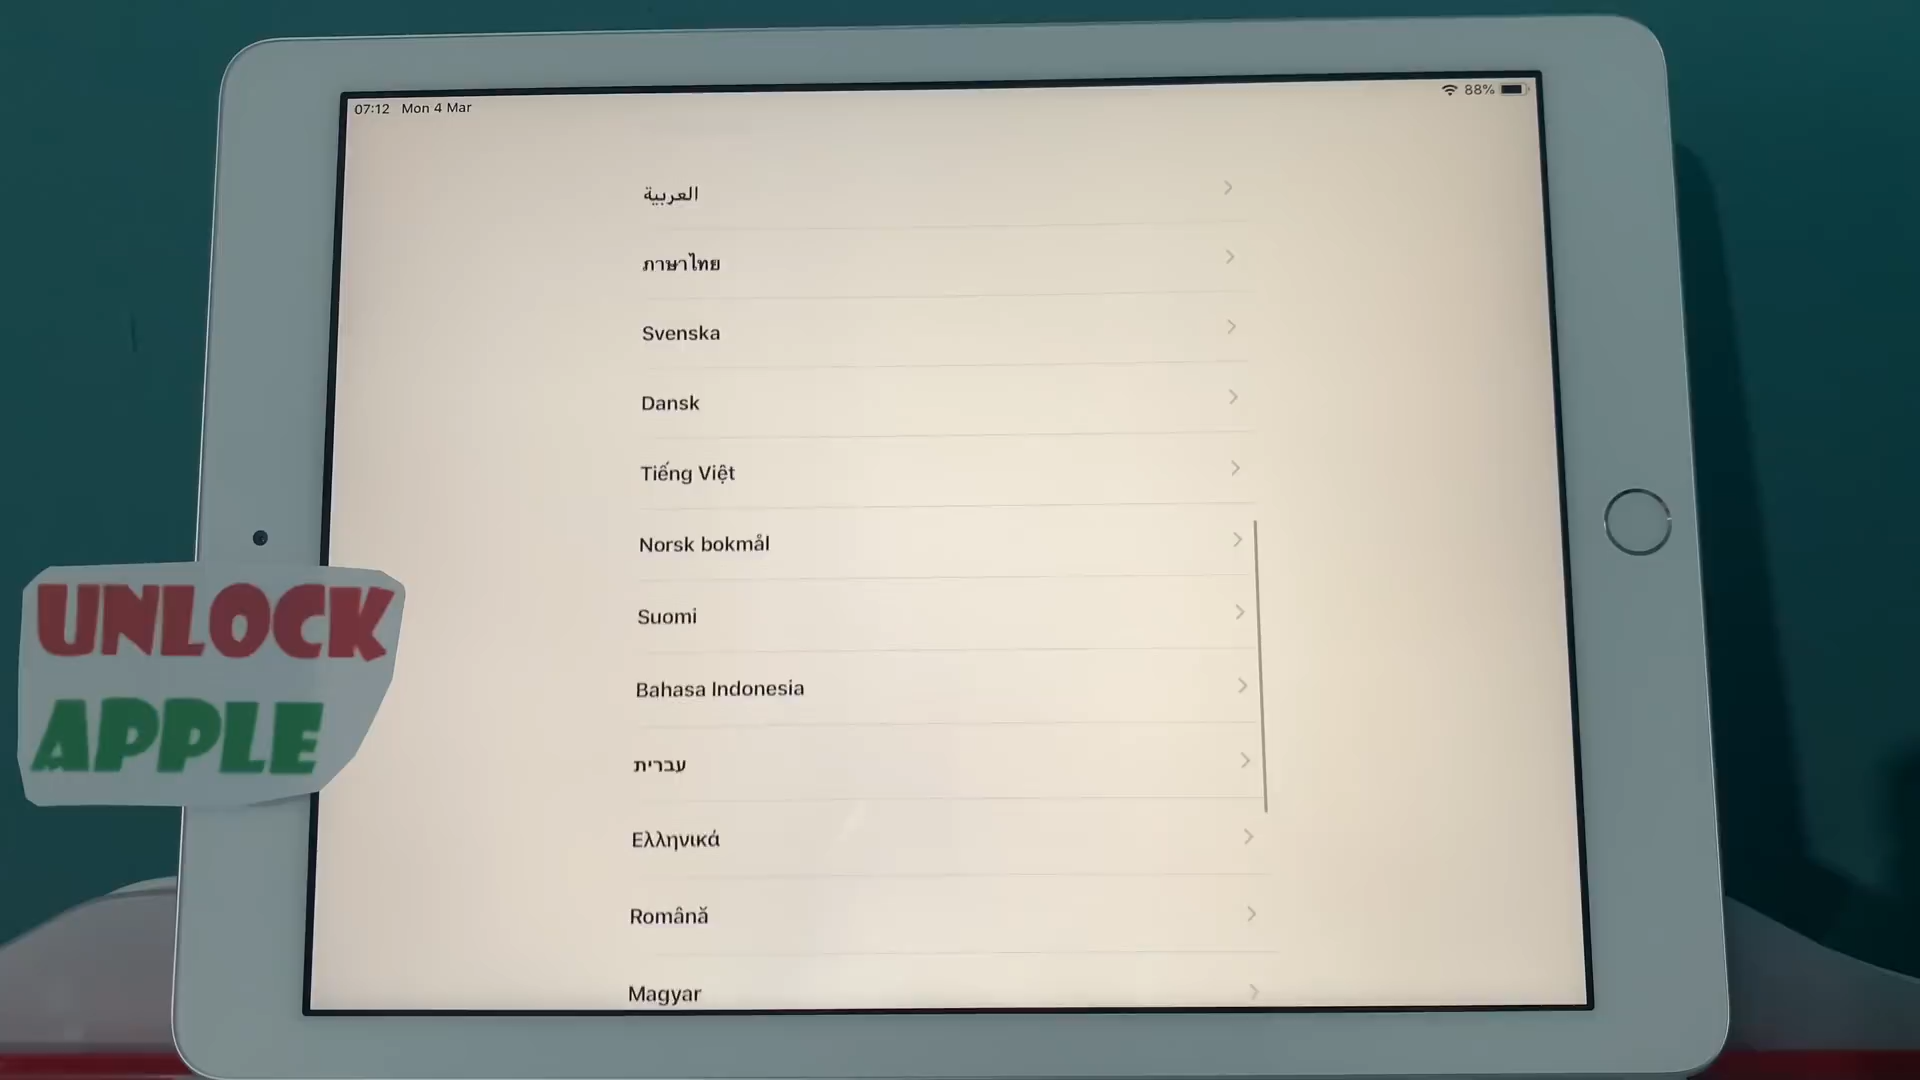 07:12 Mon 4 Mar
88%
العربية
ภาษาไทย
Svenska
Dansk
Tiếng Việt
Norsk bokmål
Suomi
Bahasa Indonesia
עברית
Ελληνικά
Română
Magyar
UNLOCK
APPLE